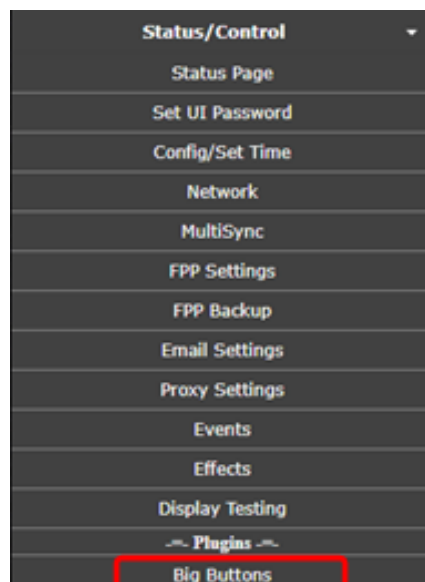 Status/Control
Status Page
Set UI Password
Config/Set Time
Network
MultiSync
FPP Settings
FPP Backup
Email Settings
Proxy Settings
Events
Effects
Display Testing
-=- Plugins -=-
Big Buttons